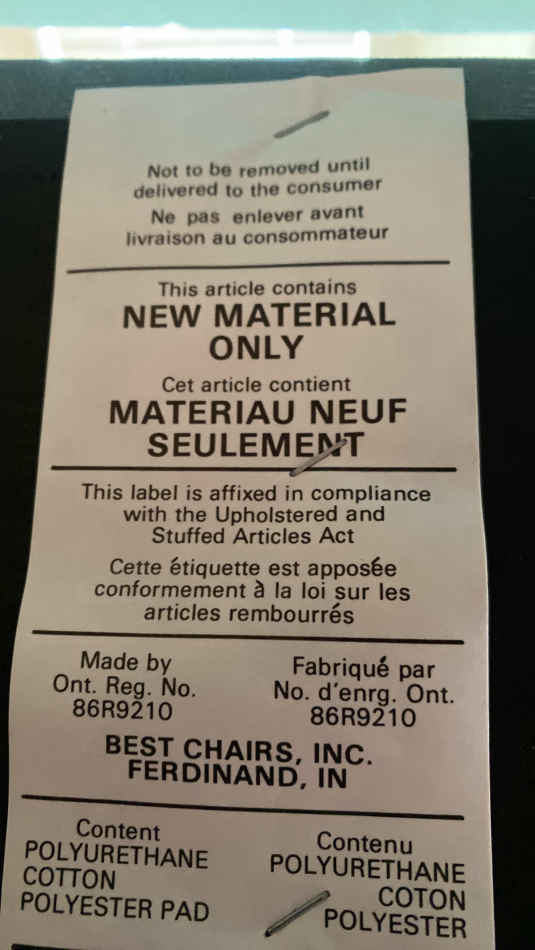 Not to be removed until
delivered to the consumer
Ne pas enlever avant
livraison au consommateur
This article contains
NEW MATERIAL
ONLY
Cet article contient
MATERIAU NEUF
SEULEMENT
This label is affixed in compliance
with the Upholstered and
Stuffed Articles Act
Cette étiquette est apposée
conformement à la loi sur les
articles rembourrés
Made by
Ont. Reg. No.
86R9210
Fabriqué par
No. d'enrg. Ont.
86R9210
BEST CHAIRS, INC.
FERDINAND, IN
Content
POLYURETHANE
COTTON
POLYESTER PAD
Contenu
POLYURETHANE
COTON
POLYESTER